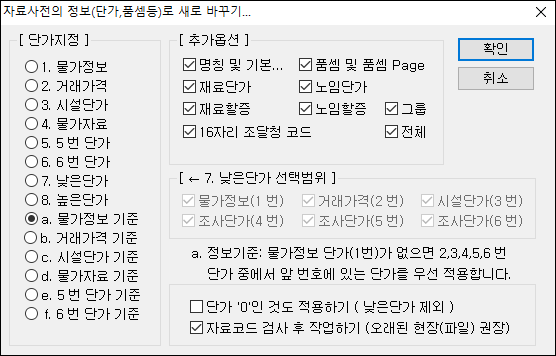 자료사전의 정보(단가,품셈등)로 새로 바꾸기...
[ 단가지정 ]
1. 물가정보
2. 거래가격
3. 시설단가
4. 물가자료
5. 5 번 단가
6. 6 번 단가
7. 낮은단가
8. 높은단가
a. 물가정보 기준
b. 거래가격 기준
c. 시설단가 기준
d. 물가자료 기준
e. 5 번 단가 기준
f. 6 번 단가 기준
[ 추가옵션 ]
명칭 및 기본... 품셈 및 품셈 Page
재료단가 노임단가
재료할증 노임할증 그룹
16자리 조달청 코드 전체
확인
취소
[ ← 7. 낮은단가 선택범위 ]
물가정보(1 번) 거래가격(2 번) 시설단가(3 번)
조사단가(4 번) 조사단가(5 번) 조사단가(6 번)
a. 정보기준: 물가정보 단가(1번)가 없으면 2,3,4,5,6 번
단가 중에서 앞 번호에 있는 단가를 우선 적용합니다.
단가 '0'인 것도 적용하기 ( 낮은단가 제외 )
자료코드 검사 후 작업하기 (오래된 현장(파일) 권장)